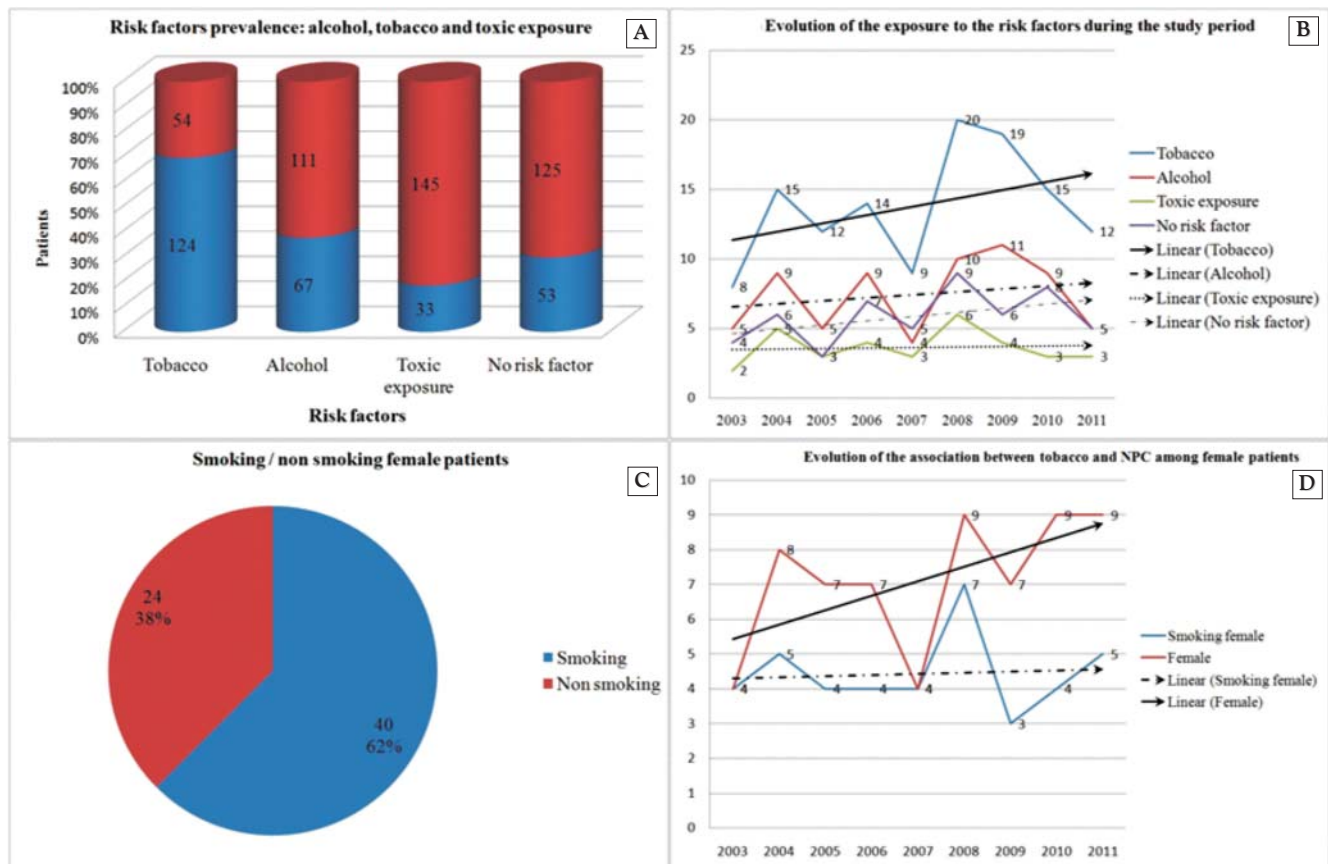 Risk factors prevalence: alcohol, tobacco and toxic exposure
A
100%
90%
80%
70%
60%
50%
40%
30%
20%
10%
0%
Patients
54
124
111
67
145
33
125
53
Tobacco
Alcohol
Toxic
exposure
No risk factor
Risk factors
Evolution of the exposure to the risk factors during the study period
B
25
20
15
10
5
0
8
15
12
14
9
20
19
15
12
5
9
5
9
4
10
11
9
5
2
5
3
4
3
6
4
3
3
4
6
3
7
5
9
6
8
5
2003 2004 2005 2006 2007 2008 2009 2010 2011
Tobacco
Alcohol
Toxic exposure
No risk factor
Linear (Tobacco)
Linear (Alcohol)
Linear (Toxic exposure)
Linear (No risk factor)
Smoking / non smoking female patients
C
24
38%
40
62%
Smoking
Non smoking
Evolution of the association between tobacco and NPC among female patients
D
10
9
8
7
6
5
4
3
2
1
0
8
7
7
4
9
7
9
9
4
5
4
4
7
3
4
5
2003 2004 2005 2006 2007 2008 2009 2010 2011
Smoking female
Female
Linear (Smoking female)
Linear (Female)